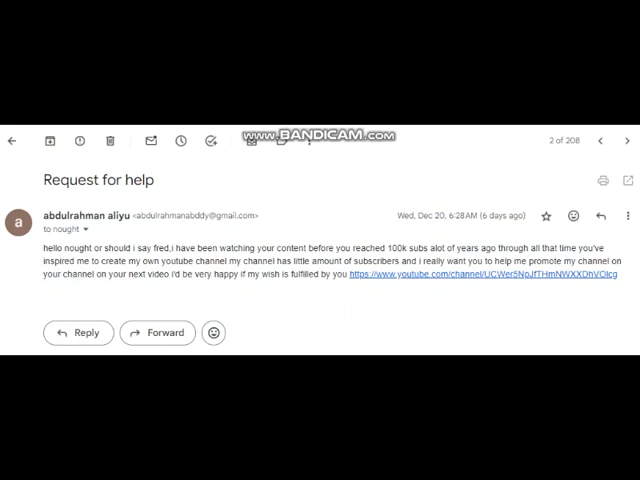 www.BANDICAM.com
2 of 208
Request for help
a
abdulrahman aliyu <abdulrahmanabddy@gmail.com>
Wed, Dec 20, 6:28AM (6 days ago)
to nought
hello nought or should i say fred,i have been watching your content before you reached 100k subs alot of years ago through all that time you've
inspired me to create my own youtube channel my channel has little amount of subscribers and i really want you to help me promote my channel on
your channel on your next video i'd be very happy if my wish is fulfilled by you https://www.youtube.com/channel/UCWer5NpJfTHmNWXXDhVOlcg
Reply
Forward